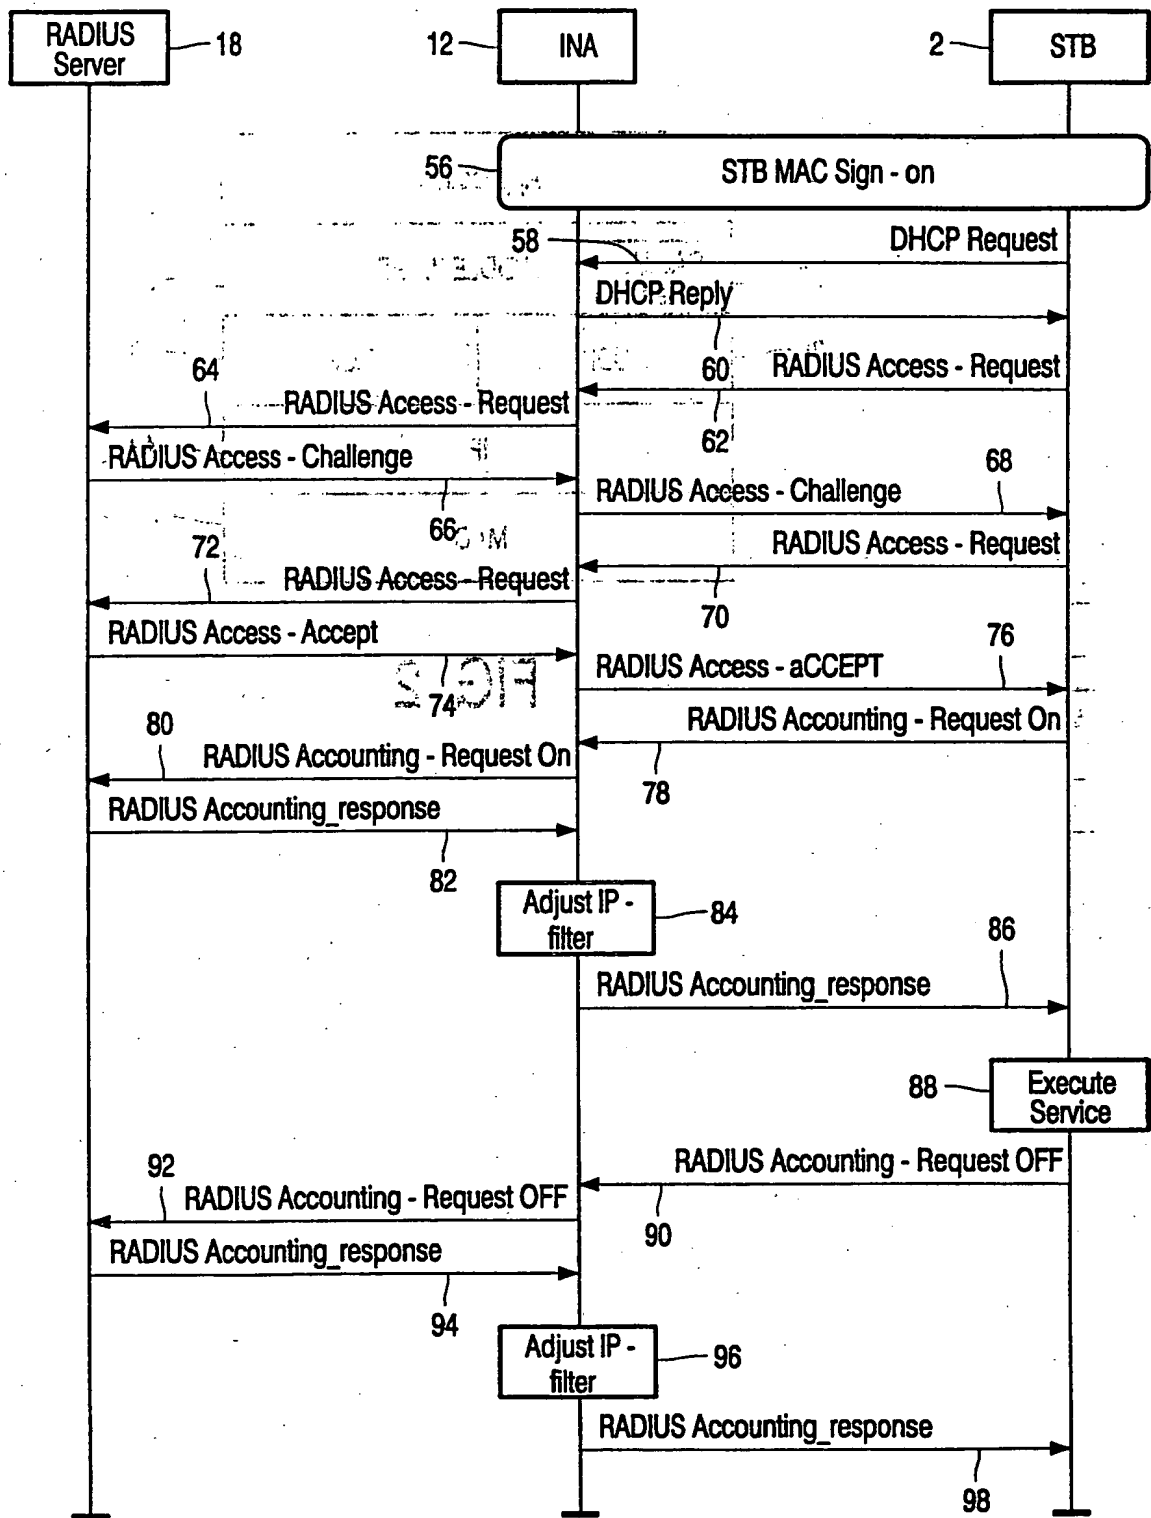 RADIUS
Server
18
12
INA
2
STB
56
STB MAC Sign - on
58
DHCP Request
DHCP Reply
60
64
RADIUS Access - Request
RADIUS Access - Request
62
RADIUS Access - Challenge
68
RADIUS Access - Challenge
66
72
RADIUS Access - Request
RADIUS Access - Request
70
RADIUS Access - Accept
76
RADIUS Access - aCCEPT
74
80
RADIUS Accounting - Request On
RADIUS Accounting - Request On
78
RADIUS Accounting_response
82
Adjust IP -
filter
84
86
RADIUS Accounting_response
88
Execute
Service
92
RADIUS Accounting - Request OFF
RADIUS Accounting - Request OFF
90
RADIUS Accounting_response
94
Adjust IP -
filter
96
RADIUS Accounting_response
98